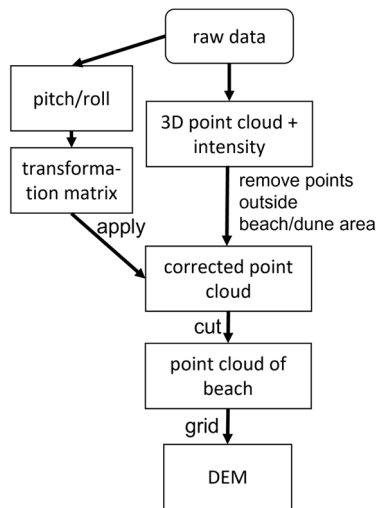 raw data
pitch/roll
3D point cloud +
intensity
transforma-
tion matrix
remove points
outside
beach/dune area
apply
corrected point
cloud
cut
point cloud of
beach
grid
DEM